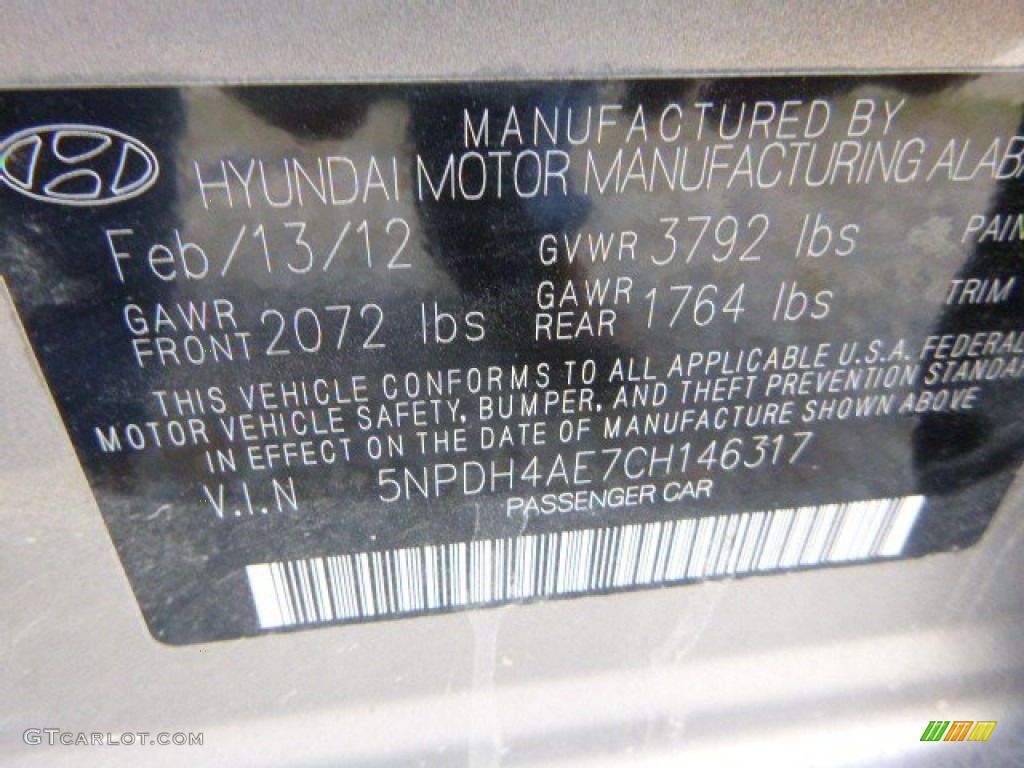 MANUFACTURED BY
HYUNDAI MOTOR MANUFACTURING ALABA
Feb/13/12 GVWR 3792 lbs PAIN
GAWR FRONT 2072 lbs GAWR REAR 1764 lbs TRIM
THIS VEHICLE CONFORMS TO ALL APPLICABLE U.S.A. FEDERAL
MOTOR VEHICLE SAFETY, BUMPER, AND THEFT PREVENTION STANDAR
IN EFFECT ON THE DATE OF MANUFACTURE SHOWN ABOVE
V.I.N 5NPDH4AE7CH146317
PASSENGER CAR
GTCARLOT.COM